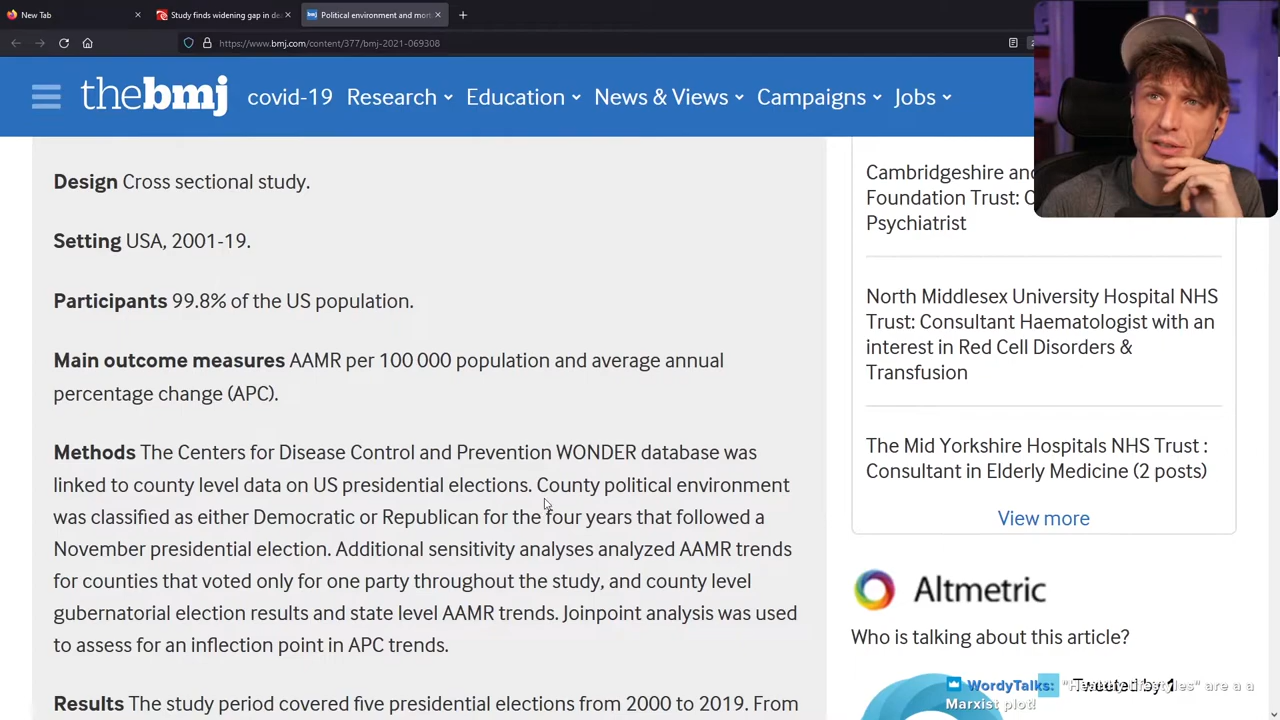 New Tab
Study finds widening gap in de
Political environment and mort
https://www.bmj.com/content/377/bmj-2021-069308
thebmj
covid-19 Research Education News & Views Campaigns Jobs
Design Cross sectional study.
Setting USA, 2001-19.
Participants 99.8% of the US population.
Main outcome measures AAMR per 100 000 population and average annual
percentage change (APC).
Methods The Centers for Disease Control and Prevention WONDER database was
linked to county level data on US presidential elections. County political environment
was classified as either Democratic or Republican for the four years that followed a
November presidential election. Additional sensitivity analyses analyzed AAMR trends
for counties that voted only for one party throughout the study, and county level
gubernatorial election results and state level AAMR trends. Joinpoint analysis was used
to assess for an inflection point in APC trends.
Results The study period covered five presidential elections from 2000 to 2019. From
Cambridgeshire and
Foundation Trust: C
Psychiatrist
North Middlesex University Hospital NHS
Trust: Consultant Haematologist with an
interest in Red Cell Disorders &
Transfusion
The Mid Yorkshire Hospitals NHS Trust :
Consultant in Elderly Medicine (2 posts)
View more
Altmetric
Who is talking about this article?
Tweeted by 1
WordyTalks: "Healthy lifestyles" are a a
Marxist plot!